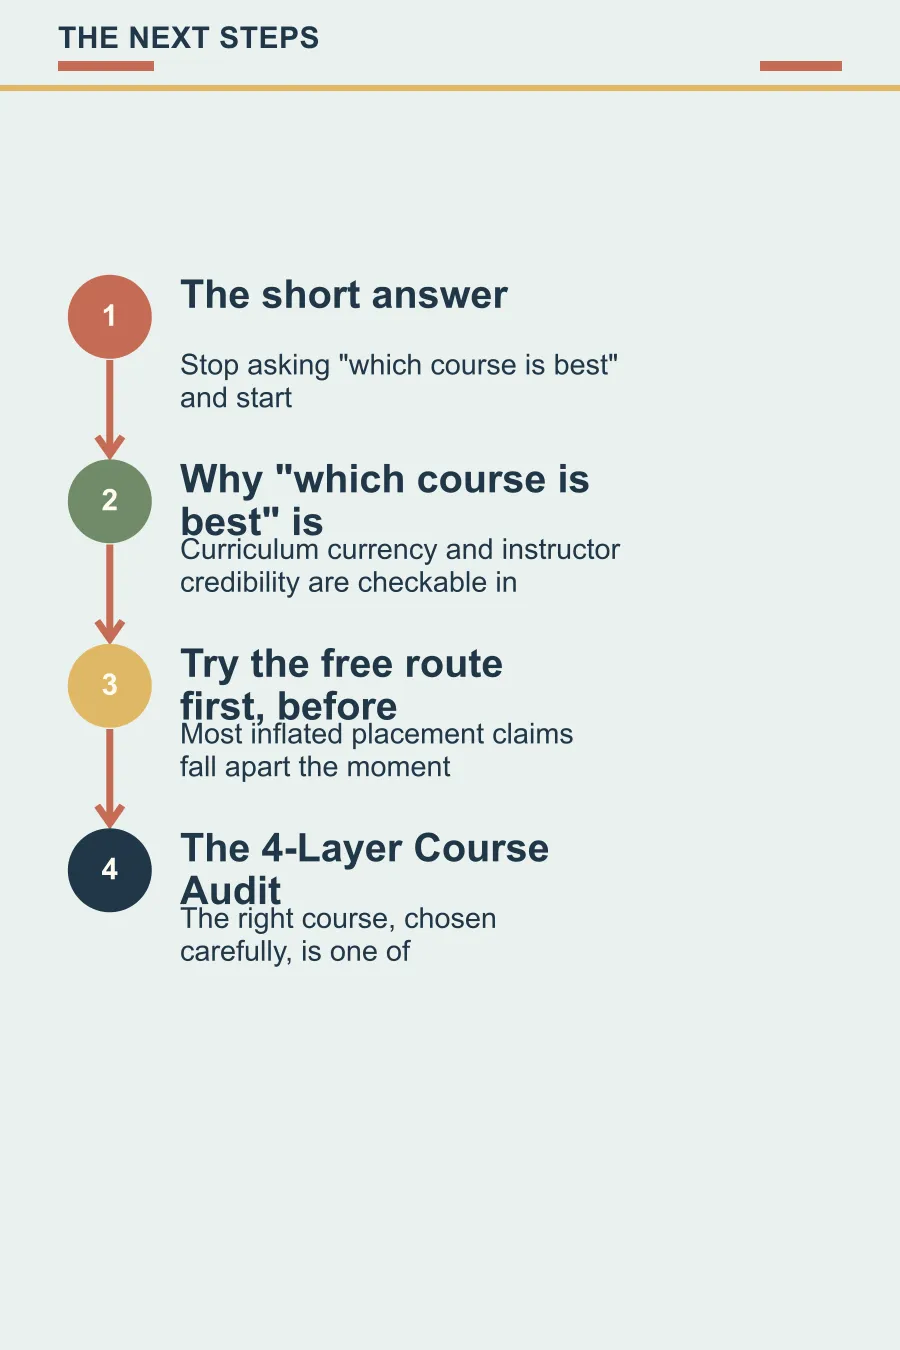 THE NEXT STEPS
1
The short answer
Stop asking "which course is best"
and start
2
Why "which course is
best" is
Curriculum currency and instructor
credibility are checkable in
3
Try the free route
first, before
Most inflated placement claims
fall apart the moment
4
The 4-Layer Course
Audit
The right course, chosen
carefully, is one of